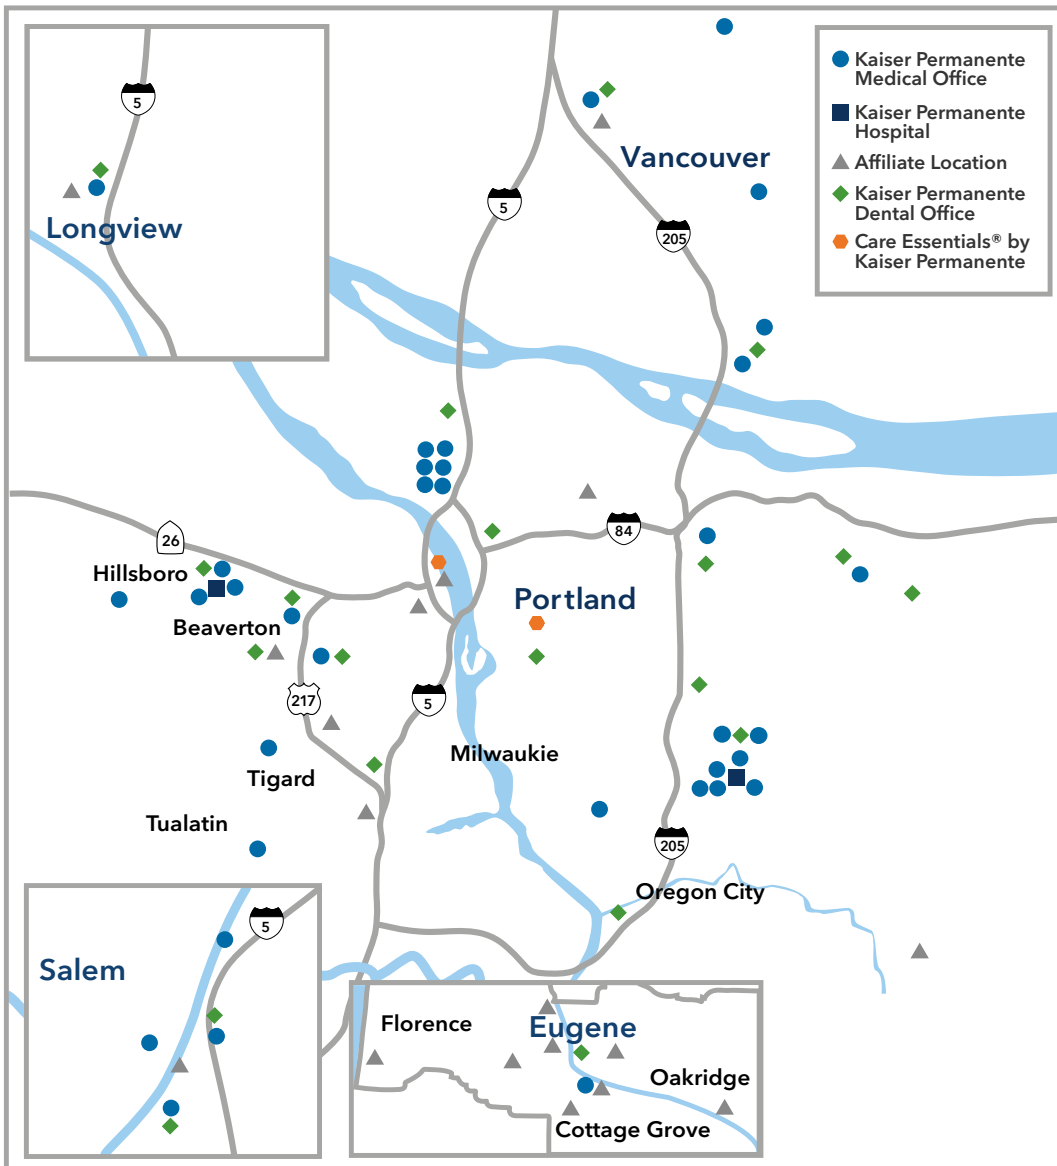 Kaiser Permanente
Medical Office
Kaiser Permanente
Hospital
Affiliate Location
Kaiser Permanente
Dental Office
Care Essentials® by
Kaiser Permanente
5
Longview
Vancouver
5
205
26
84
Hillsboro
Portland
Beaverton
217
5
Milwaukie
Tigard
Tualatin
205
Oregon City
5
Salem
Florence
Eugene
Oakridge
Cottage Grove